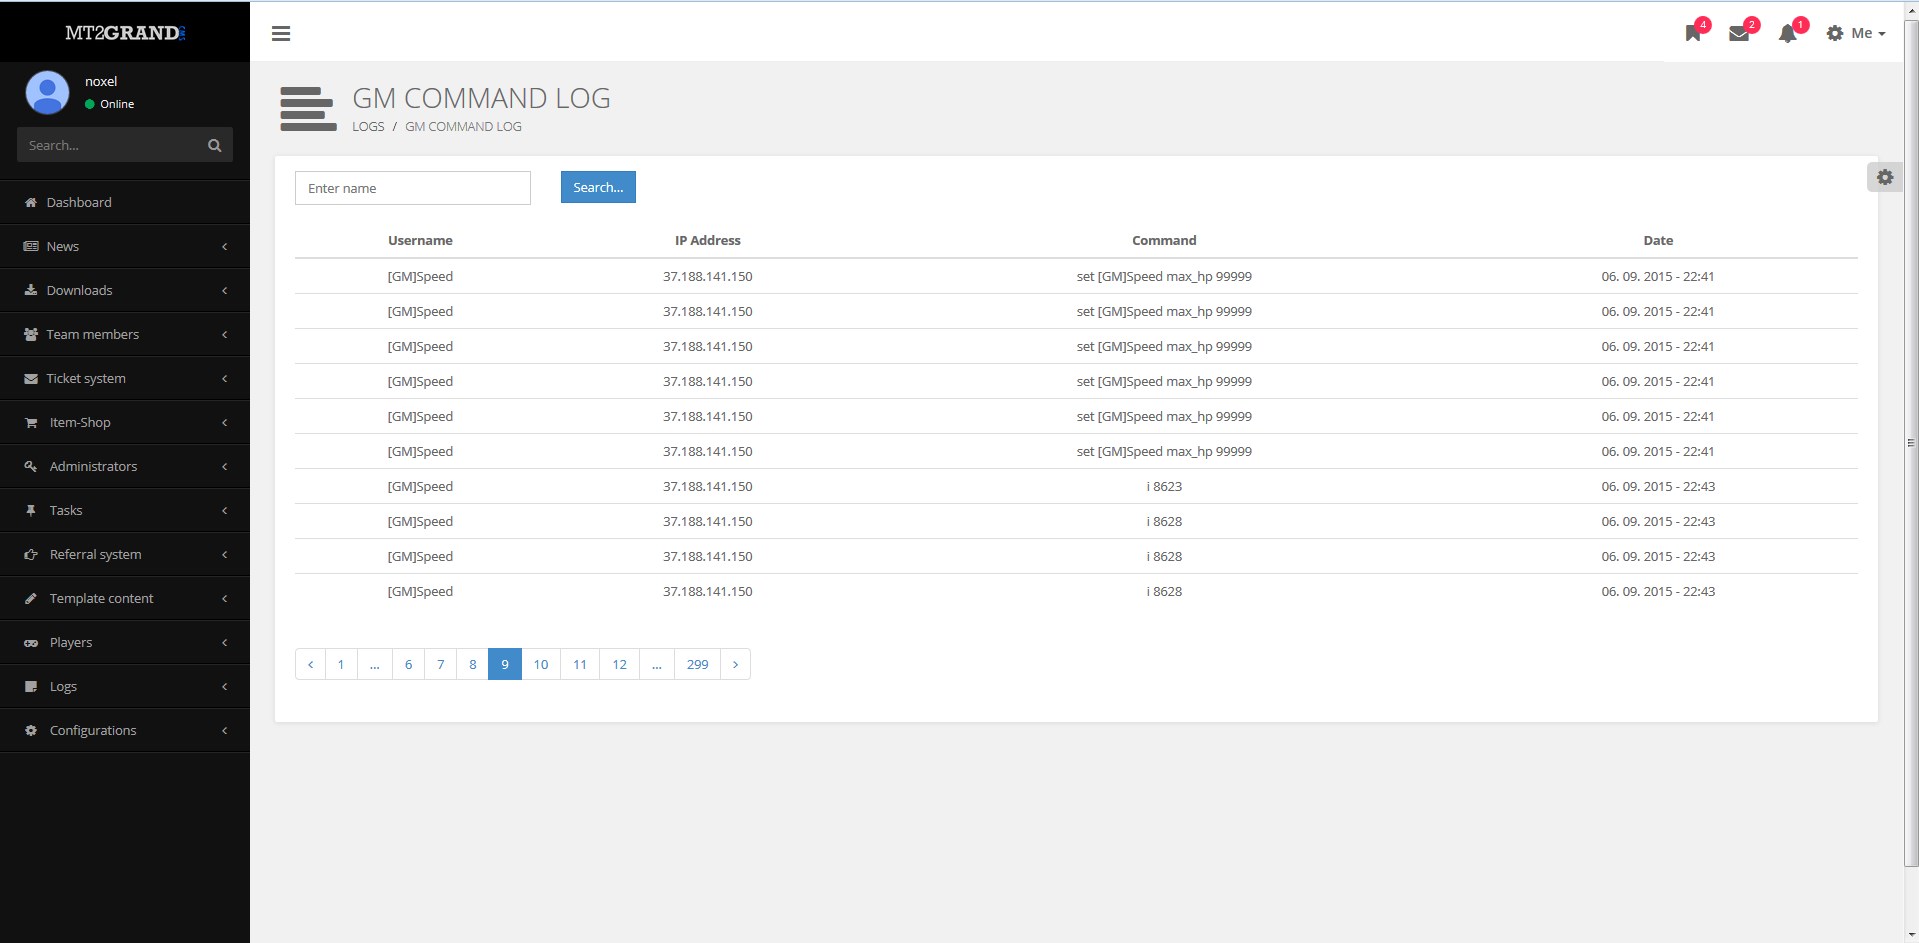 MT2GRAND
noxel
Online
Search...
Dashboard
News
Downloads
Team members
Ticket system
Item-Shop
Administrators
Tasks
Referral system
Template content
Players
Logs
Configurations
4 2 1 Me
GM COMMAND LOG
LOGS / GM COMMAND LOG
Enter name Search...
Username IP Address Command Date
[GM]Speed 37.188.141.150 set [GM]Speed max_hp 99999 06. 09. 2015 - 22:41
[GM]Speed 37.188.141.150 set [GM]Speed max_hp 99999 06. 09. 2015 - 22:41
[GM]Speed 37.188.141.150 set [GM]Speed max_hp 99999 06. 09. 2015 - 22:41
[GM]Speed 37.188.141.150 set [GM]Speed max_hp 99999 06. 09. 2015 - 22:41
[GM]Speed 37.188.141.150 set [GM]Speed max_hp 99999 06. 09. 2015 - 22:41
[GM]Speed 37.188.141.150 set [GM]Speed max_hp 99999 06. 09. 2015 - 22:41
[GM]Speed 37.188.141.150 i 8623 06. 09. 2015 - 22:43
[GM]Speed 37.188.141.150 i 8628 06. 09. 2015 - 22:43
[GM]Speed 37.188.141.150 i 8628 06. 09. 2015 - 22:43
[GM]Speed 37.188.141.150 i 8628 06. 09. 2015 - 22:43
‹ 1 ... 6 7 8 9 10 11 12 ... 299 ›